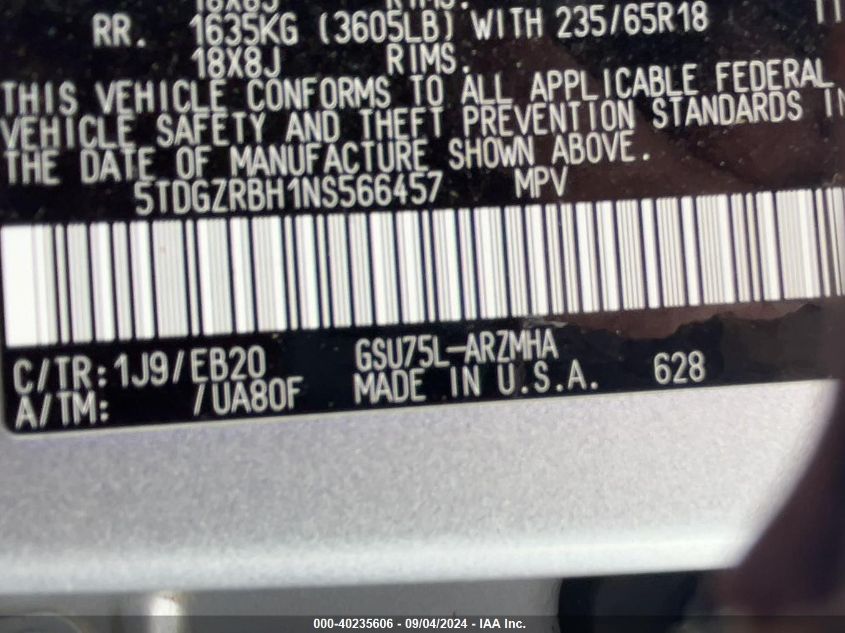 RR. 1635KG (3605LB) WITH 235/65R18
18X8J RIMS.
THIS VEHICLE CONFORMS TO ALL APPLICABLE FEDERAL
VEHICLE SAFETY AND THEFT PREVENTION STANDARDS
THE DATE OF MANUFACTURE SHOWN ABOVE.
5TDGZRBH1NS566457 MPV
C/TR: 1J9/EB20 GSU75L-ARZMHA
A/TM: /UA80F MADE IN U.S.A. 628
000-40235606 - 09/04/2024 - IAA Inc.